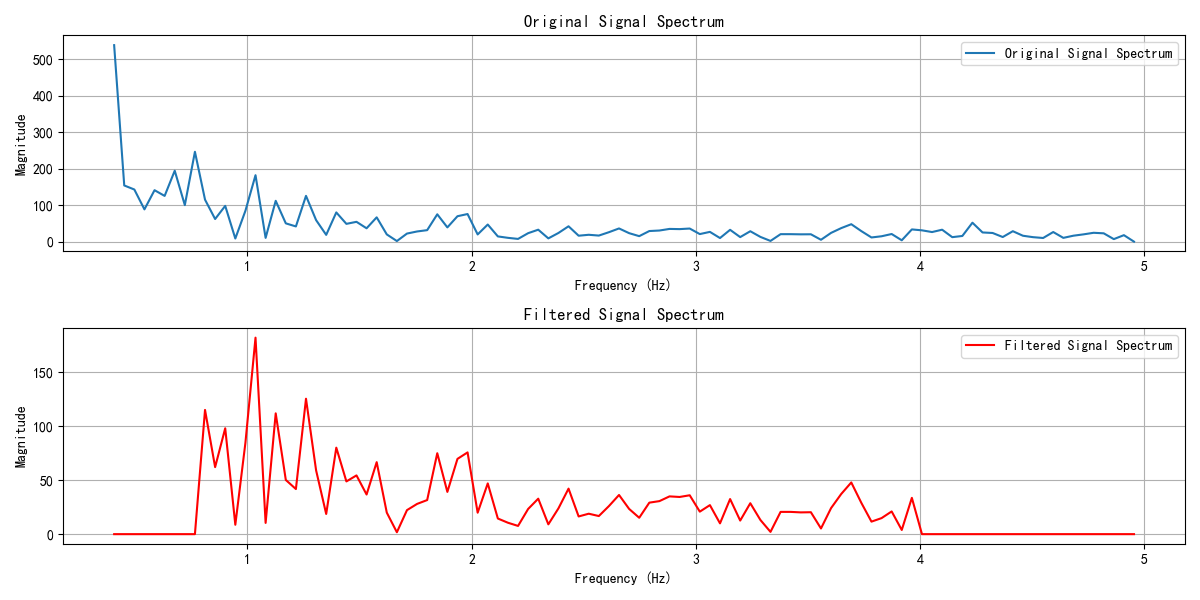 Original Signal Spectrum
500
400
300
200
100
0
Magnitude
Original Signal Spectrum
1 2 3 4 5
Frequency (Hz)
Filtered Signal Spectrum
150
100
50
0
Magnitude
Filtered Signal Spectrum
1 2 3 4 5
Frequency (Hz)